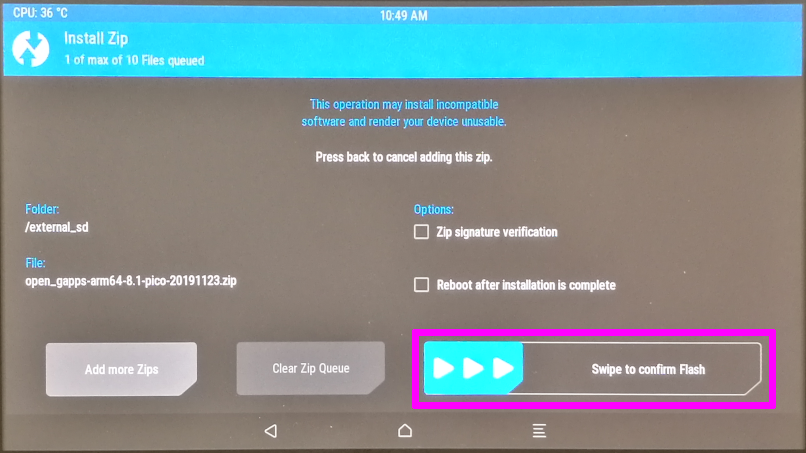 CPU: 36 °C
10:49 AM
Install Zip
1 of max of 10 Files queued
This operation may install incompatible
software and render your device unusable.
Press back to cancel adding this zip.
Folder:
/external_sd
File:
open_gapps-arm64-8.1-pico-20191123.zip
Options:
Zip signature verification
Reboot after installation is complete
Add more Zips
Clear Zip Queue
Swipe to confirm Flash